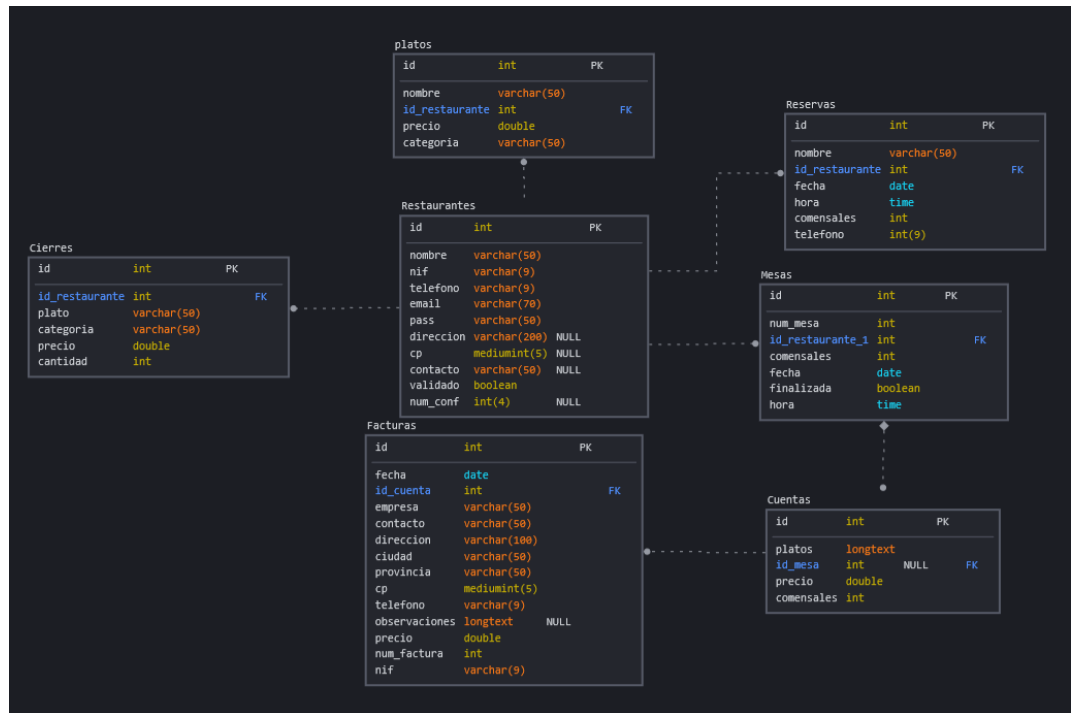 platos
id int PK
nombre varchar(50)
id_restaurante int FK
precio double
categoria varchar(50)
Reservas
id int PK
nombre varchar(50)
id_restaurante int FK
fecha date
hora time
comensales int
telefono int(9)
Restaurantes
id int PK
nombre varchar(50)
nif varchar(9)
telefono varchar(9)
email varchar(70)
pass varchar(50)
direccion varchar(200) NULL
cp mediumint(5) NULL
contacto varchar(50) NULL
validado boolean
num_conf int(4) NULL
Cierres
id int PK
id_restaurante int FK
plato varchar(50)
categoria varchar(50)
precio double
cantidad int
Mesas
id int PK
num_mesa int
id_restaurante_1 int FK
comensales int
fecha date
finalizada boolean
hora time
Facturas
id int PK
fecha date
id_cuenta int FK
empresa varchar(50)
contacto varchar(50)
direccion varchar(100)
ciudad varchar(50)
provincia varchar(50)
cp mediumint(5)
telefono varchar(9)
observaciones longtext NULL
precio double
num_factura int
nif varchar(9)
Cuentas
id int PK
platos longtext
id_mesa int NULL FK
precio double
comensales int